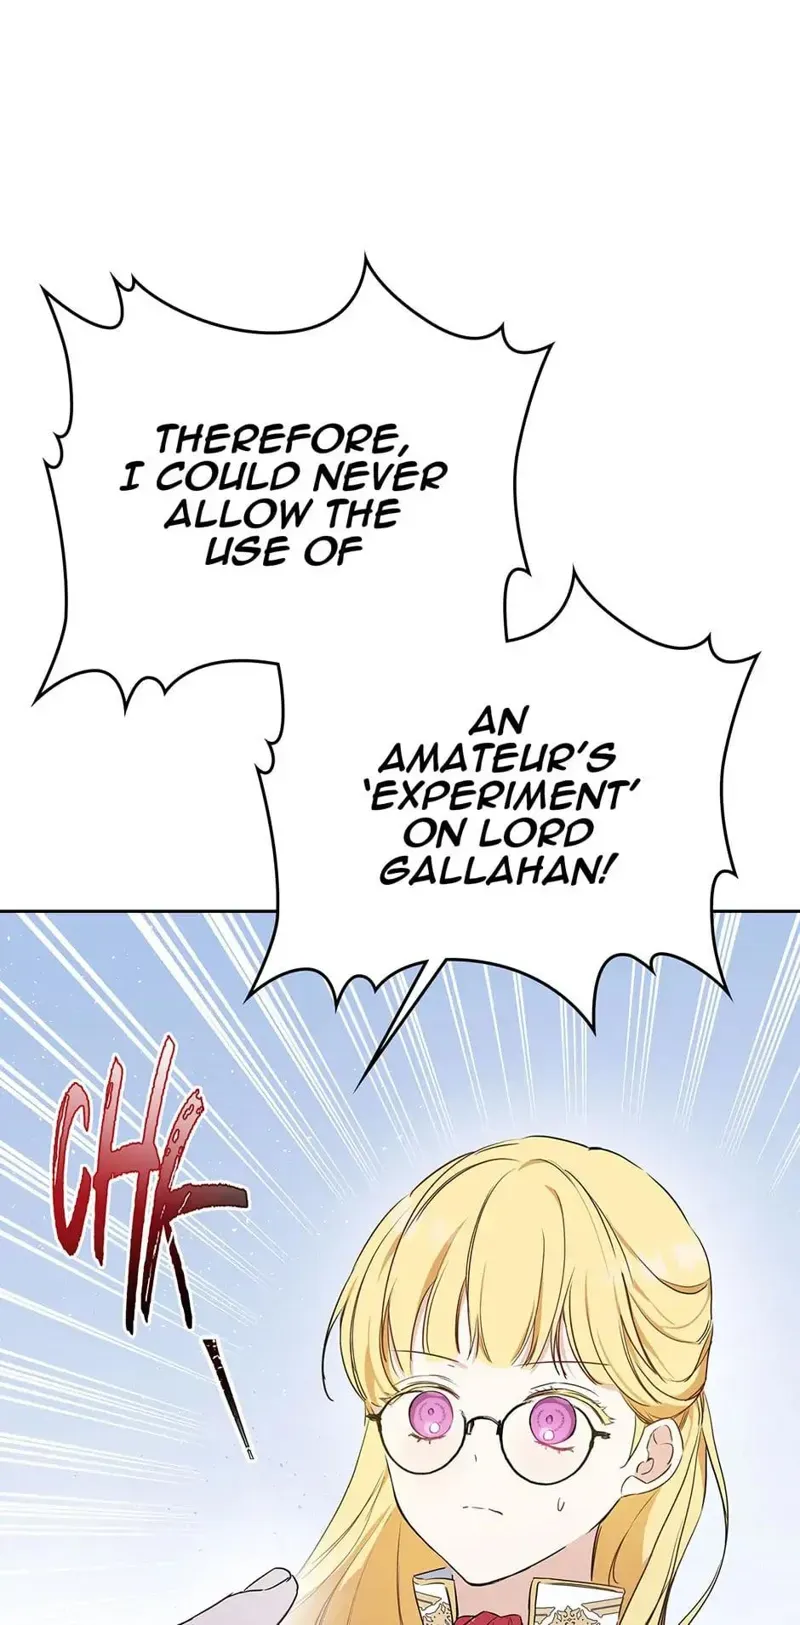 THEREFORE,
I COULD NEVER
ALLOW THE
USE OF
AN
AMATEUR'S
'EXPERIMENT'
ON LORD
GALLAHAN!
CHK